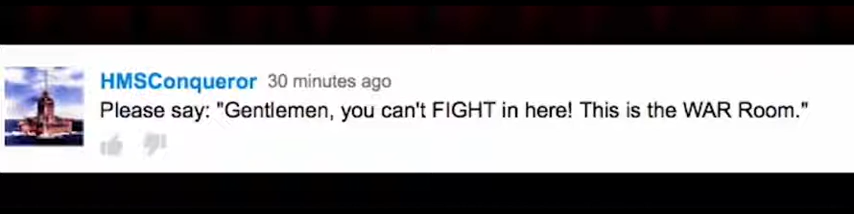 HMSConqueror 30 minutes ago
Please say: "Gentlemen, you can't FIGHT in here! This is the WAR Room."